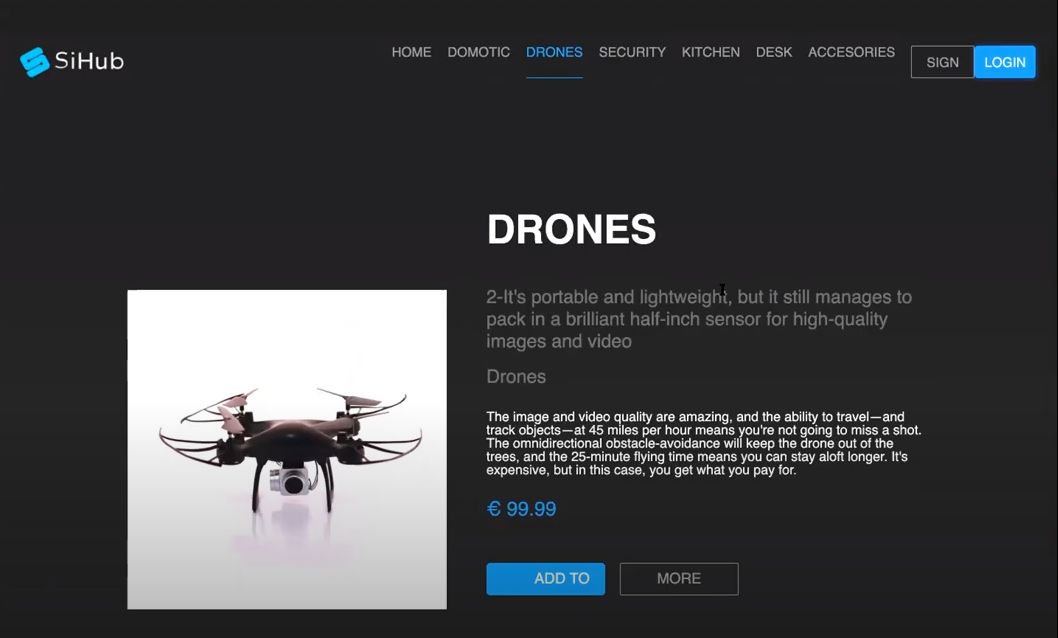 SiHub
HOME DOMOTIC DRONES SECURITY KITCHEN DESK ACCESORIES SIGN LOGIN
DRONES
2-It's portable and lightweight, but it still manages to
pack in a brilliant half-inch sensor for high-quality
images and video
Drones
The image and video quality are amazing, and the ability to travel—and
track objects—at 45 miles per hour means you're not going to miss a shot.
The omnidirectional obstacle-avoidance will keep the drone out of the
trees, and the 25-minute flying time means you can stay aloft longer. It's
expensive, but in this case, you get what you pay for.
€ 99.99
ADD TO MORE